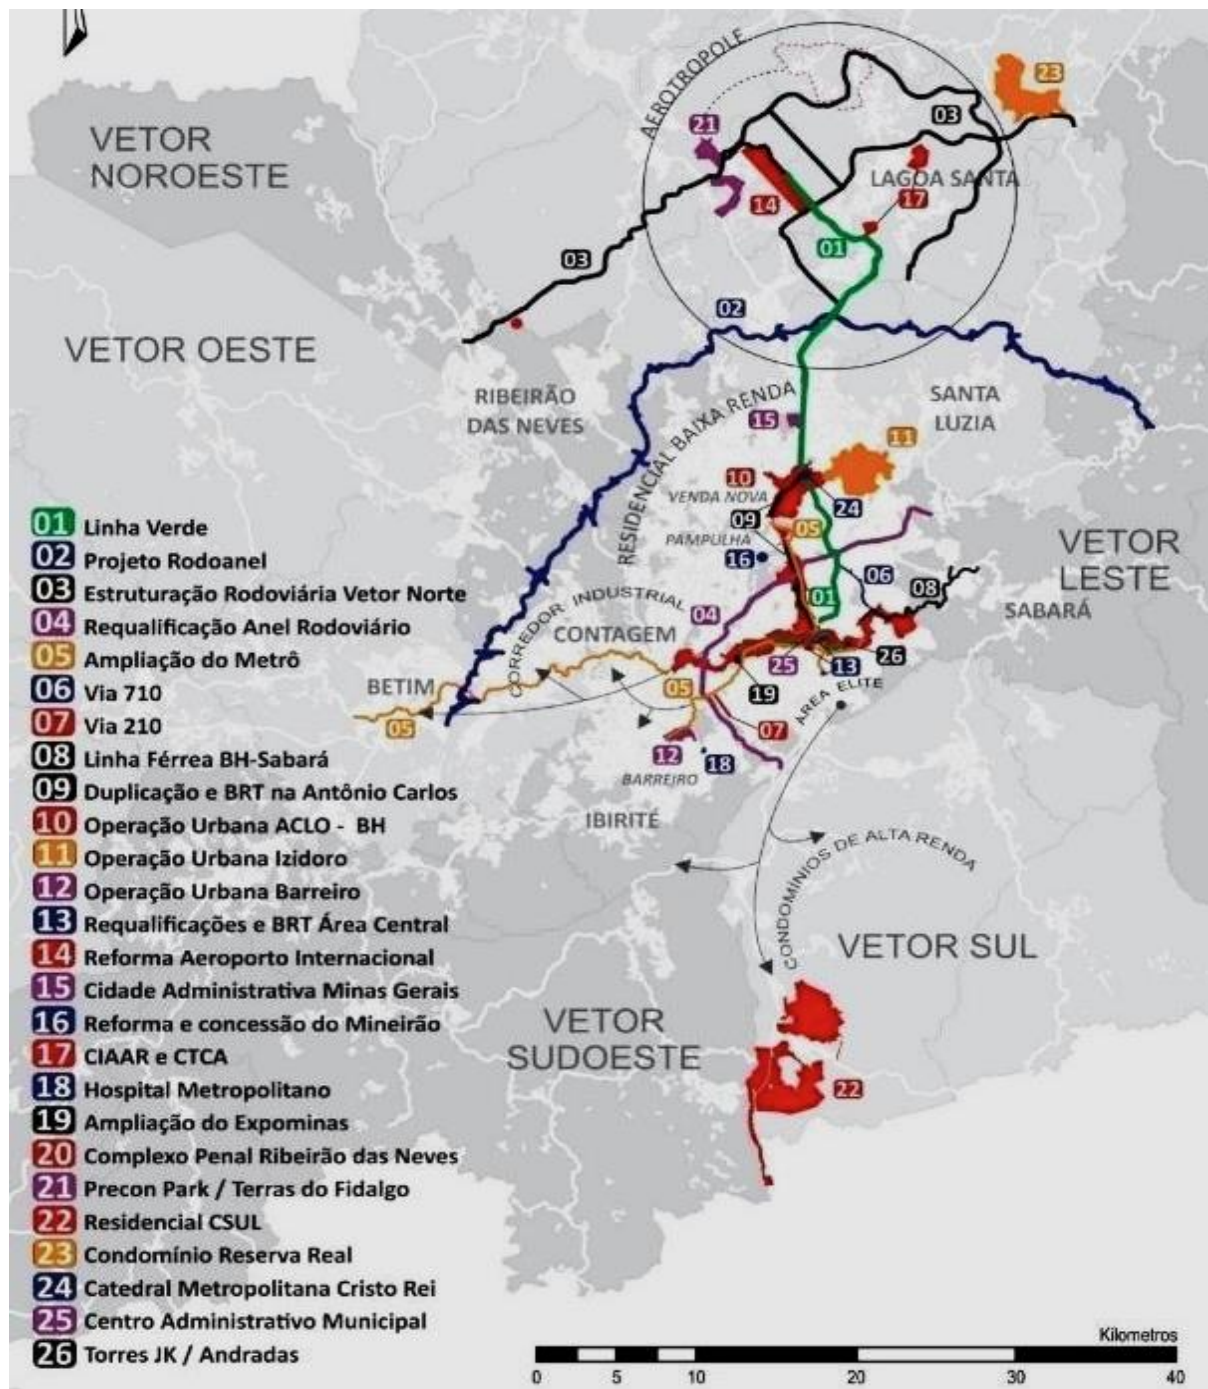 AEROTROPOLE
23
03
21
VETOR
NOROESTE
LAGOA SANTA
14
17
01
03
02
VETOR OESTE
RIBEIRÃO
DAS NEVES
RESIDENCIAL BAIXA RENDA
SANTA
LUZIA
15
11
10
VENDA NOVA
24
09
05
PAMPULHA
16
VETOR
LESTE
06
08
01
SABARÁ
04
CORREDOR INDUSTRIAL
CONTAGEM
25
13
26
BETIM
05
19
ÁREA ELITE
05
07
12
18
BARREIRO
IBIRITÉ
CONDOMÍNIOS DE ALTA RENDA
VETOR SUL
VETOR
SUDOESTE
22
01 Linha Verde
02 Projeto Rodoanel
03 Estruturação Rodoviária Vetor Norte
04 Requalificação Anel Rodoviário
05 Ampliação do Metrô
06 Via 710
07 Via 210
08 Linha Férrea BH-Sabará
09 Duplicação e BRT na Antônio Carlos
10 Operação Urbana ACLO - BH
11 Operação Urbana Izidoro
12 Operação Urbana Barreiro
13 Requalificações e BRT Área Central
14 Reforma Aeroporto Internacional
15 Cidade Administrativa Minas Gerais
16 Reforma e concessão do Mineirão
17 CIAAR e CTCA
18 Hospital Metropolitano
19 Ampliação do Expominas
20 Complexo Penal Ribeirão das Neves
21 Precon Park / Terras do Fidalgo
22 Residencial CSUL
23 Condomínio Reserva Real
24 Catedral Metropolitana Cristo Rei
25 Centro Administrativo Municipal
26 Torres JK / Andradas
Kilometros
0 5 10 20 30 40